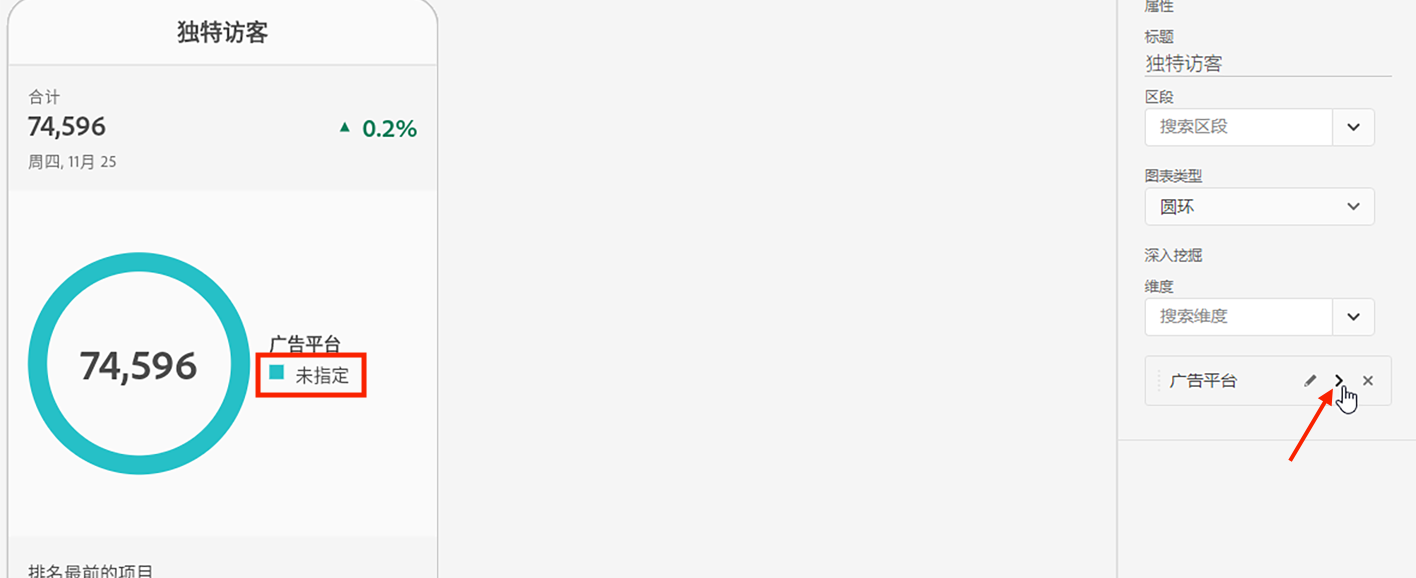 独特访客
合计
74,596
▲ 0.2%
周四, 11月 25
74,596
广告平台
未指定
排名最前的项目
属性
标题
独特访客
区段
搜索区段
图表类型
圆环
深入挖掘
维度
搜索维度
广告平台